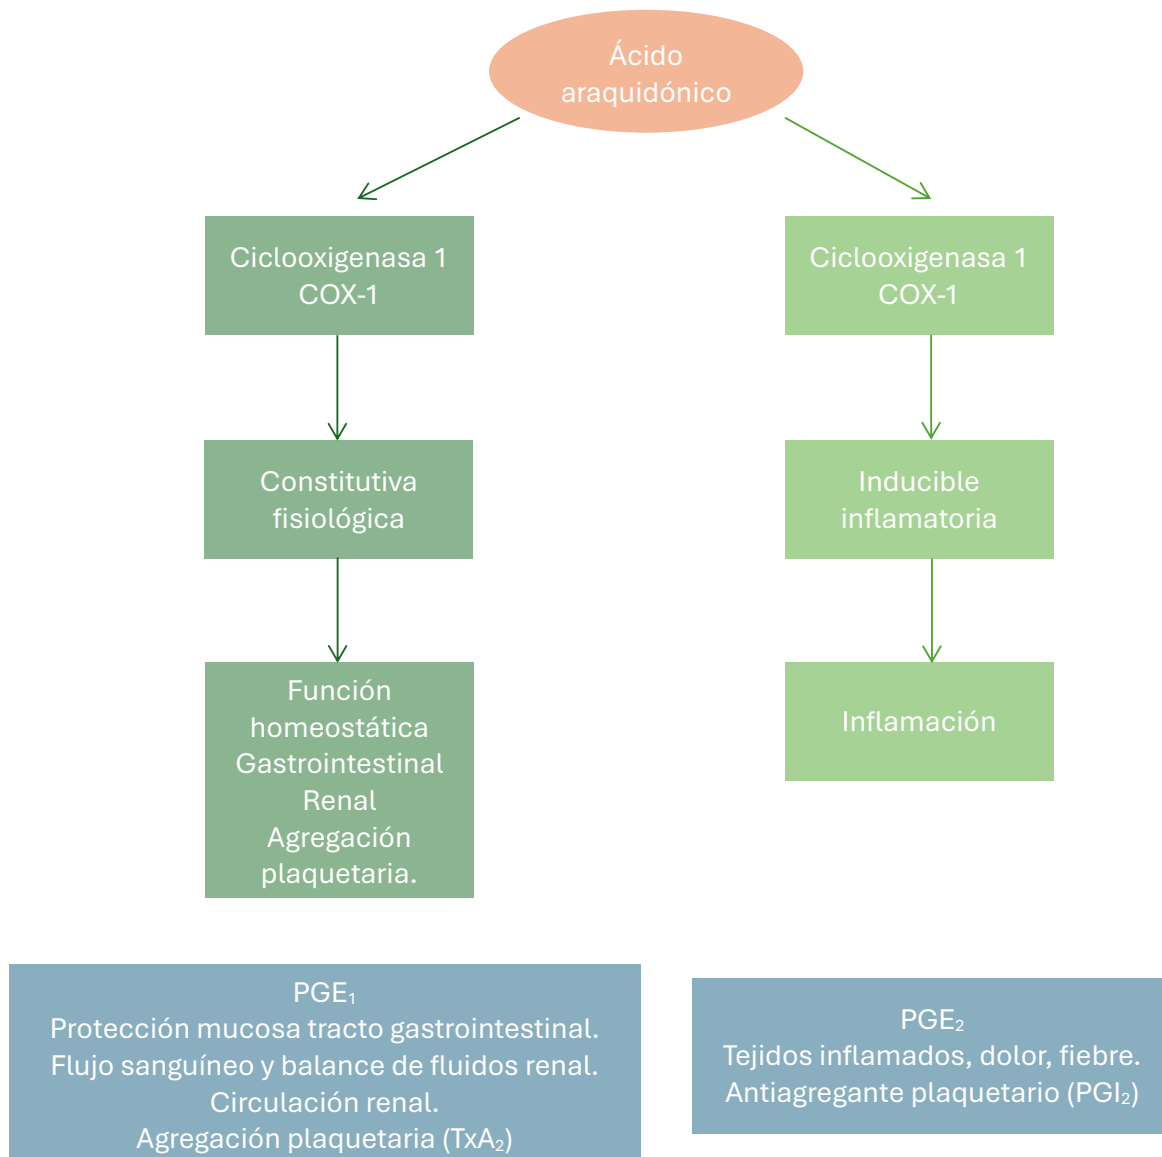 Ácido
araquidónico
Ciclooxigenasa 1
COX-1
Ciclooxigenasa 1
COX-1
Constitutiva
fisiológica
Inducible
inflamatoria
Función
homeostática
Gastrointestinal
Renal
Agregación
plaquetaria.
Inflamación
PGE₁
Protección mucosa tracto gastrointestinal.
Flujo sanguíneo y balance de fluidos renal.
Circulación renal.
Agregación plaquetaria (TxA₂)
PGE₂
Tejidos inflamados, dolor, fiebre.
Antiagregante plaquetario (PGI₂)